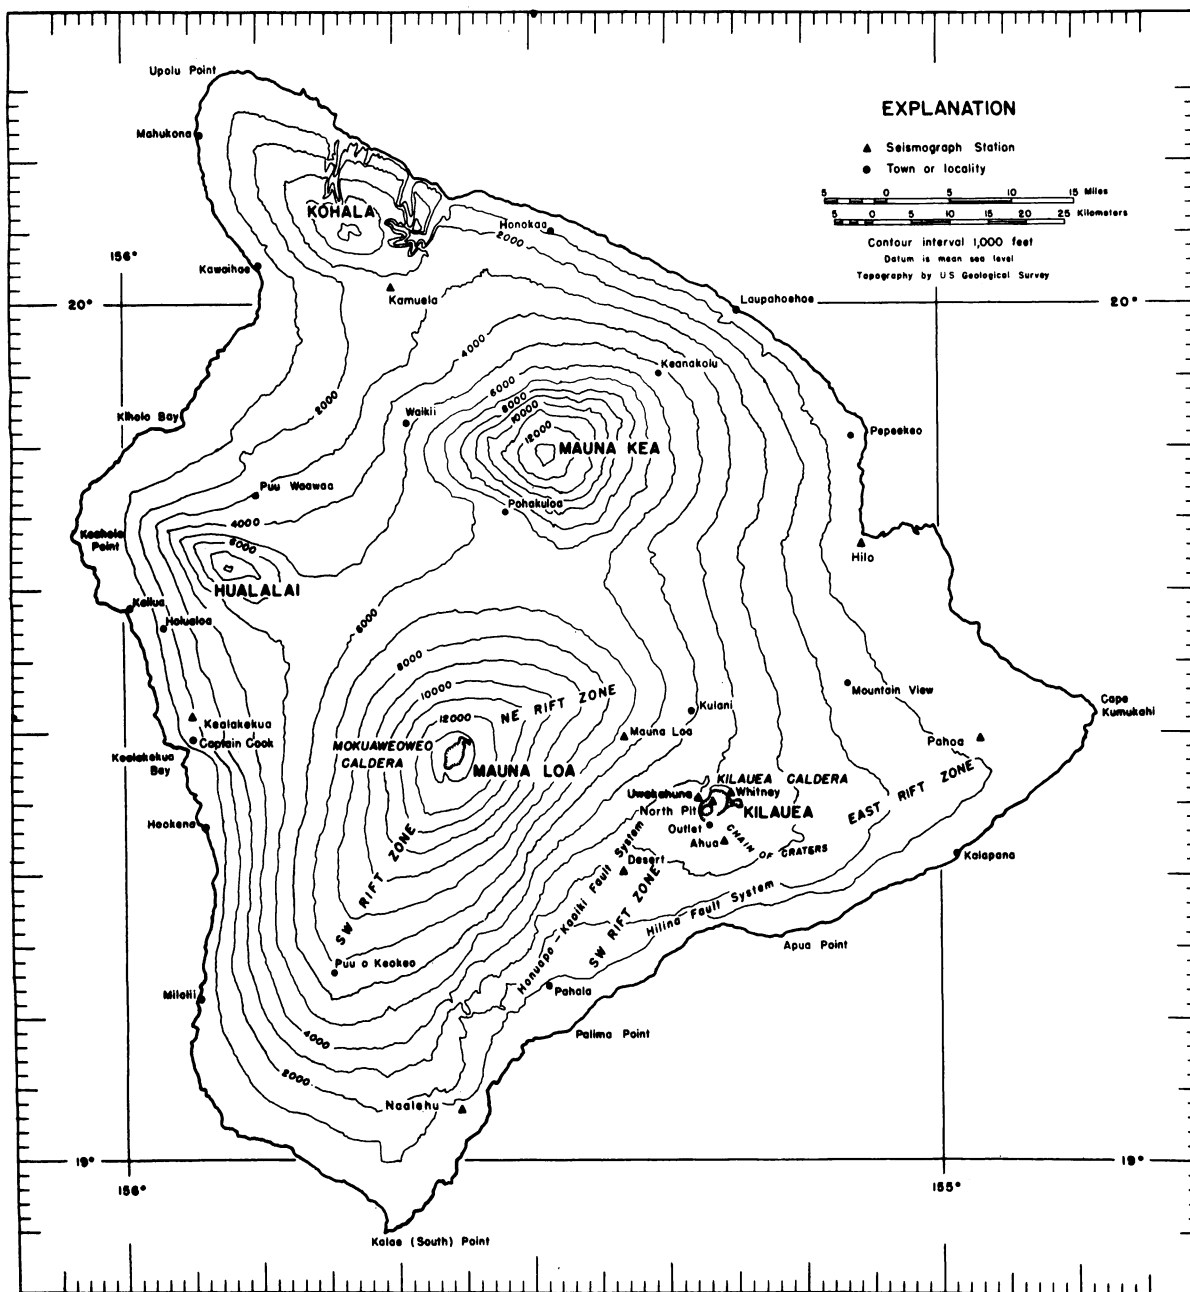 Upolu Point
Mahukona
EXPLANATION
Seismograph Station
Town or locality
5 0 5 10 15 Miles
5 0 5 10 15 20 25 Kilometers
Contour interval 1,000 feet
Datum is mean sea level
Topography by US Geological Survey
KOHALA
Honokaa
2000
156°
Kawaihae
Kamuela
20°
20°
Laupahoehoe
4000
Keanakolu
6000
8000
10000
12000
2000
Waikii
Kiholo Bay
MAUNA KEA
Pepeekeo
Puu Waawaa
Pohakuloa
4000
6000
Keahole
Point
Hilo
HUALALAI
Kailua
Holualoa
6000
8000
10000
12000
NE RIFT ZONE
Mountain View
Kulani
Cape
Kumukahi
Kealakekua
Captain Cook
Kealakekua
Bay
MOKUAWEOWEO
CALDERA
MAUNA LOA
Mauna Loa
Pahoa
KILAUEA CALDERA
Uwekahuna
Whitney
North Pit
KILAUEA
EAST RIFT ZONE
Hookena
Outlet
Ahua
CHAIN OF CRATERS
Kalapana
Desert
SW RIFT ZONE
Honuapo - Kaoiki Fault System
SW RIFT ZONE
Hilina Fault System
Apua Point
Puu o Keokeo
Milolii
Pahala
4000
Palima Point
2000
Naalehu
19°
19°
156°
155°
Kalae (South) Point